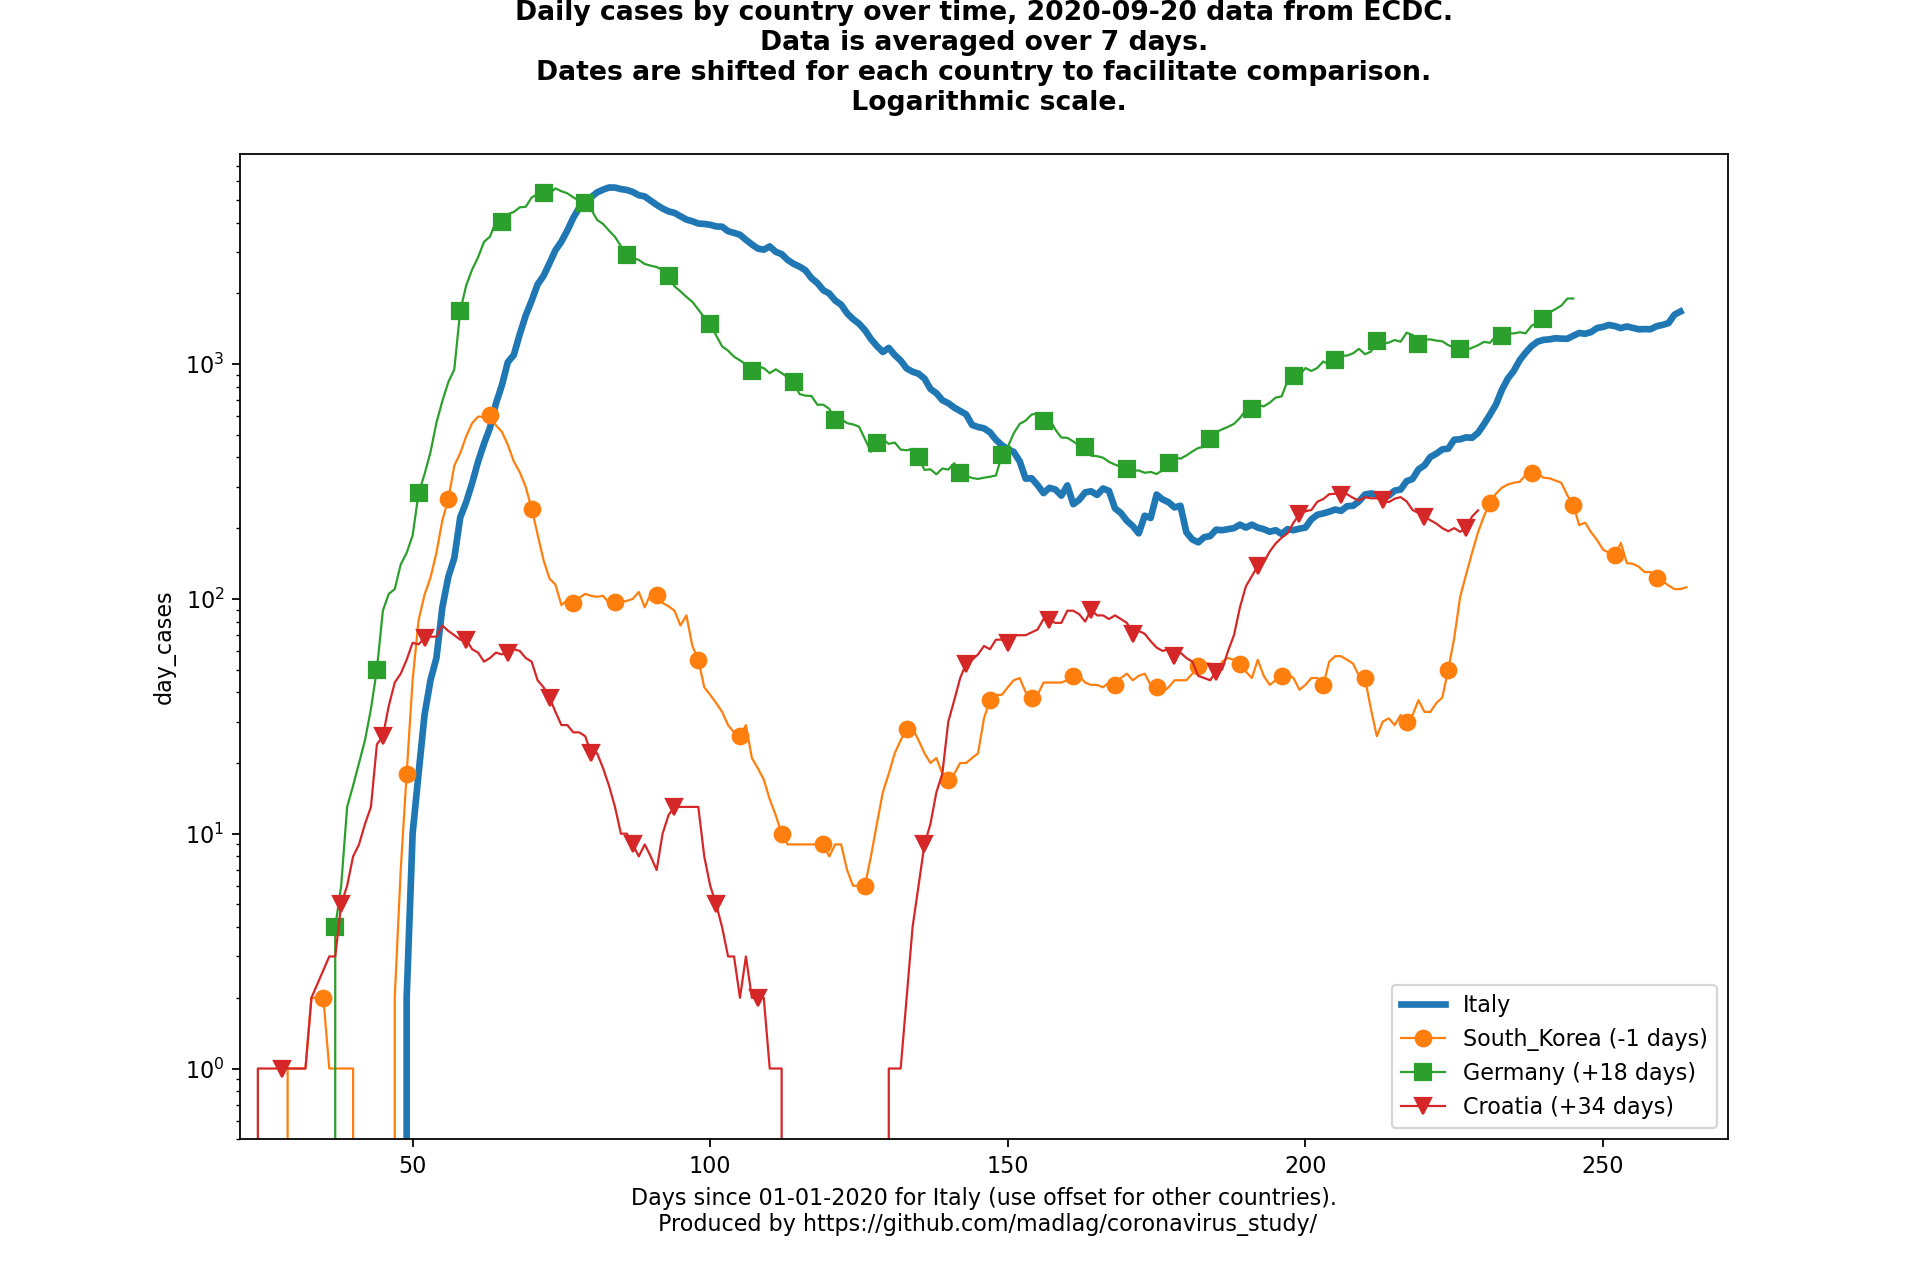 Daily cases by country over time, 2020-09-20 data from ECDC.
Data is averaged over 7 days.
Dates are shifted for each country to facilitate comparison.
Logarithmic scale.
10³
10²
10¹
10⁰
day_cases
50
100
150
200
250
Italy
South_Korea (-1 days)
Germany (+18 days)
Croatia (+34 days)
Days since 01-01-2020 for Italy (use offset for other countries).
Produced by https://github.com/madlag/coronavirus_study/